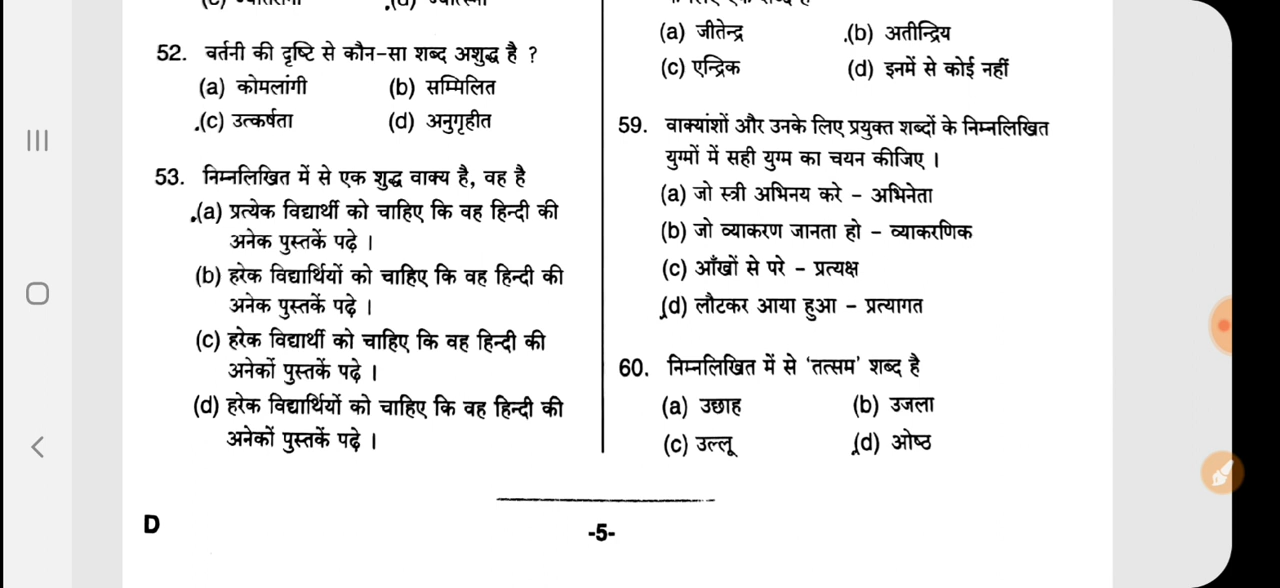 52. वर्तनी की दृष्टि से कौन-सा शब्द अशुद्ध है ?
(a) कोमलांगी (b) सम्मिलित
(c) उत्कर्षता (d) अनुगृहीत
53. निम्नलिखित में से एक शुद्ध वाक्य है, वह है
(a) प्रत्येक विद्यार्थी को चाहिए कि वह हिन्दी की
अनेक पुस्तकें पढ़े ।
(b) हरेक विद्यार्थियों को चाहिए कि वह हिन्दी की
अनेक पुस्तकें पढ़े ।
(c) हरेक विद्यार्थी को चाहिए कि वह हिन्दी की
अनेकों पुस्तकें पढ़े ।
(d) हरेक विद्यार्थियों को चाहिए कि वह हिन्दी की
अनेकों पुस्तकें पढ़े ।
(a) जीतेन्द्र (b) अतीन्द्रिय
(c) एन्द्रिक (d) इनमें से कोई नहीं
59. वाक्यांशों और उनके लिए प्रयुक्त शब्दों के निम्नलिखित
युग्मों में सही युग्म का चयन कीजिए ।
(a) जो स्त्री अभिनय करे – अभिनेता
(b) जो व्याकरण जानता हो – व्याकरणिक
(c) आँखों से परे – प्रत्यक्ष
(d) लौटकर आया हुआ – प्रत्यागत
60. निम्नलिखित में से ‘तत्सम’ शब्द है
(a) उछाह (b) उजला
(c) उल्लू (d) ओष्ठ
D
-5-